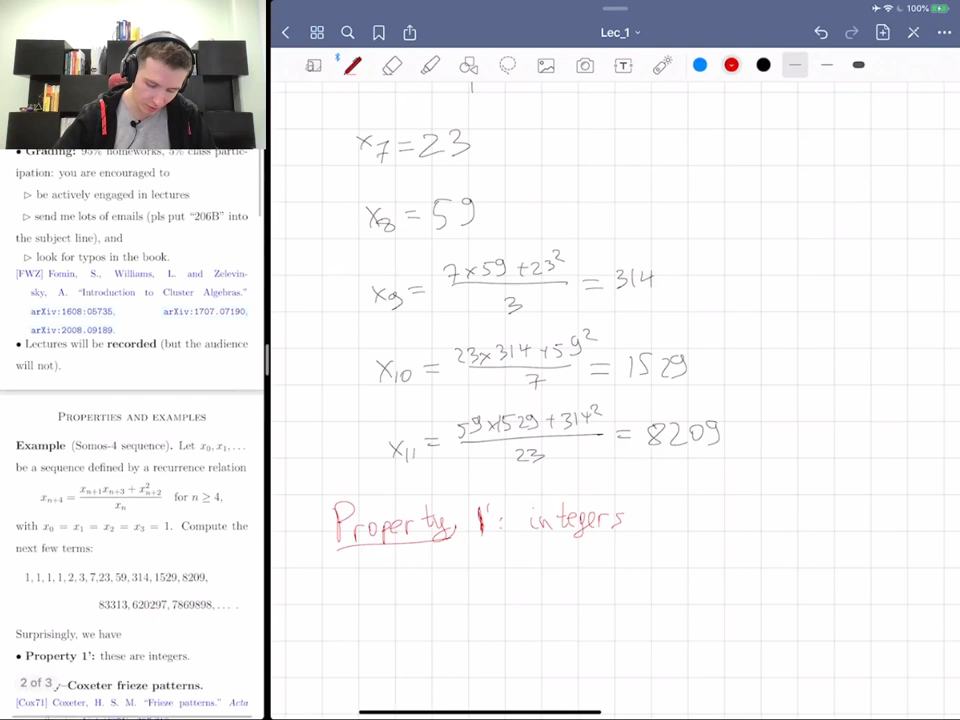 100%
Lec_1
• Grading: 95% homeworks, 5% class partic-
ipation: you are encouraged to
▷ be actively engaged in lectures
▷ send me lots of emails (pls put “206B” into
the subject line), and
▷ look for typos in the book.
[FWZ] Fomin, S., Williams, L. and Zelevin-
sky, A. “Introduction to Cluster Algebras.”
arXiv:1608:05735, arXiv:1707.07190,
arXiv:2008.09189.
• Lectures will be recorded (but the audience
will not).
Properties and examples
Example (Somos-4 sequence). Let x₀, x₁, . . .
be a sequence defined by a recurrence relation
xₙ₊₄ = (xₙ₊₁xₙ₊₃ + x²ₙ₊₂)/xₙ for n ≥ 4,
with x₀ = x₁ = x₂ = x₃ = 1. Compute the
next few terms:
1, 1, 1, 1, 2, 3, 7, 23, 59, 314, 1529, 8209,
83313, 620297, 7869898, . . . .
Surprisingly, we have
• Property 1’: these are integers.
2 of 3
–Coxeter frieze patterns.
[Cox71] Coxeter, H. S. M. “Frieze patterns.” Acta
x₇ = 23
x₈ = 59
x₉ = (7×59 + 23²)/3 = 314
x₁₀ = (23×314 + 59²)/7 = 1529
x₁₁ = (59×1529 + 314²)/23 = 8209
Property 1': integers